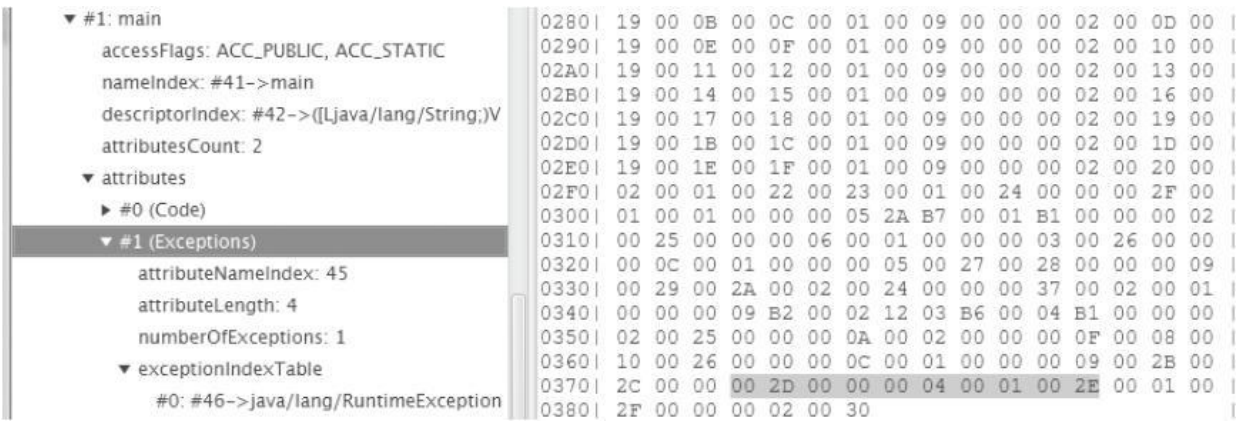 ▼ #1: main
accessFlags: ACC_PUBLIC, ACC_STATIC
nameIndex: #41->main
descriptorIndex: #42->([Ljava/lang/String;)V
attributesCount: 2
▼ attributes
▶ #0 (Code)
▼ #1 (Exceptions)
attributeNameIndex: 45
attributeLength: 4
numberOfExceptions: 1
▼ exceptionIndexTable
#0: #46->java/lang/RuntimeException
0280| 19 00 0B 00 0C 00 01 00 09 00 00 00 02 00 0D 00 |
0290| 19 00 0E 00 0F 00 01 00 09 00 00 00 02 00 10 00 |
02A0| 19 00 11 00 12 00 01 00 09 00 00 00 02 00 13 00 |
02B0| 19 00 14 00 15 00 01 00 09 00 00 00 02 00 16 00 |
02C0| 19 00 17 00 18 00 01 00 09 00 00 00 02 00 19 00 |
02D0| 19 00 1B 00 1C 00 01 00 09 00 00 00 02 00 1D 00 |
02E0| 19 00 1E 00 1F 00 01 00 09 00 00 00 02 00 20 00 |
02F0| 02 00 01 00 22 00 23 00 01 00 24 00 00 00 2F 00 |
0300| 01 00 01 00 00 00 05 2A B7 00 01 B1 00 00 00 02 |
0310| 00 25 00 00 00 06 00 01 00 00 00 03 00 26 00 00 |
0320| 00 0C 00 01 00 00 00 05 00 27 00 28 00 00 00 09 |
0330| 00 29 00 2A 00 02 00 24 00 00 00 37 00 02 00 01 |
0340| 00 00 00 09 B2 00 02 12 03 B6 00 04 B1 00 00 00 |
0350| 02 00 25 00 00 00 0A 00 02 00 00 00 0F 00 08 00 |
0360| 10 00 26 00 00 00 0C 00 01 00 00 00 09 00 2B 00 |
0370| 2C 00 00 00 2D 00 00 00 04 00 01 00 2E 00 01 00 |
0380| 2F 00 00 00 02 00 30 |